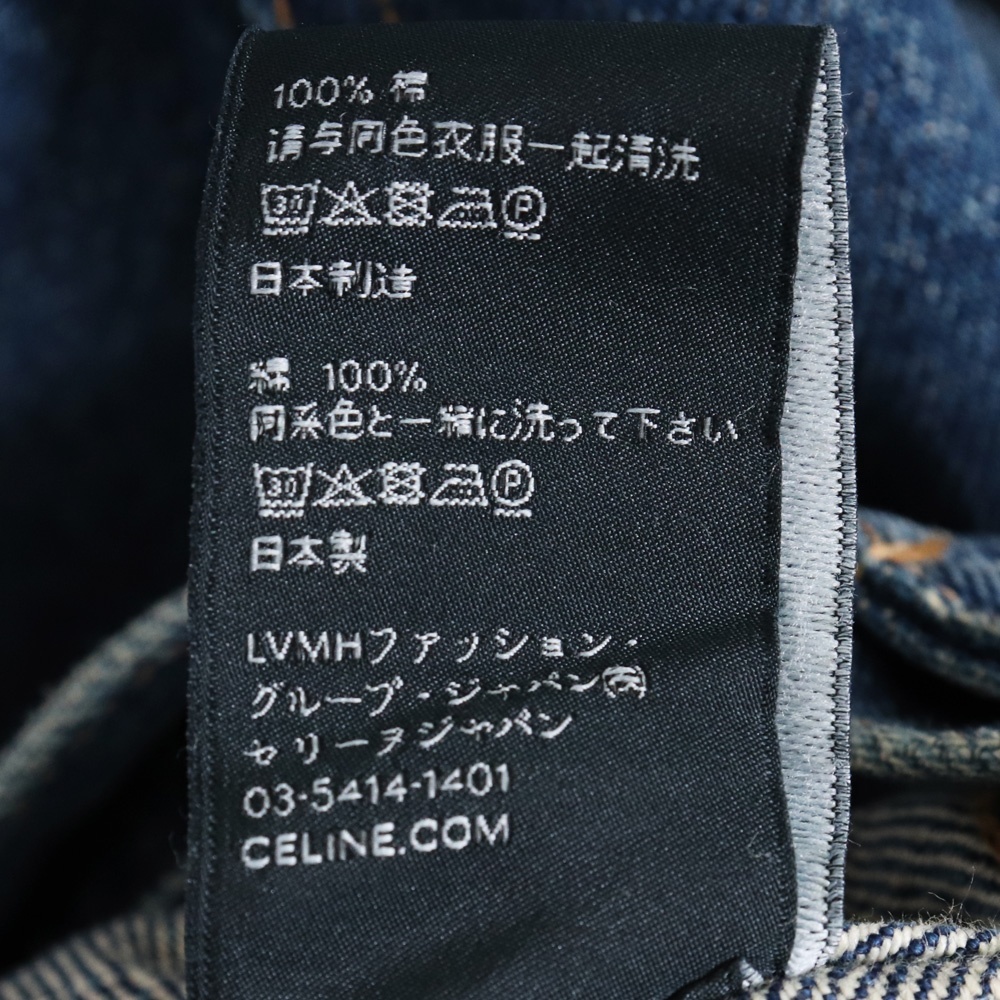 100% 棉
请与同色衣服一起清洗
30 P
日本制造
綿 100%
同系色と一緒に洗って下さい
30 P
日本製
LVMHファッション・
グループ・ジャパン㈱
セリーヌジャパン
03-5414-1401
CELINE.COM